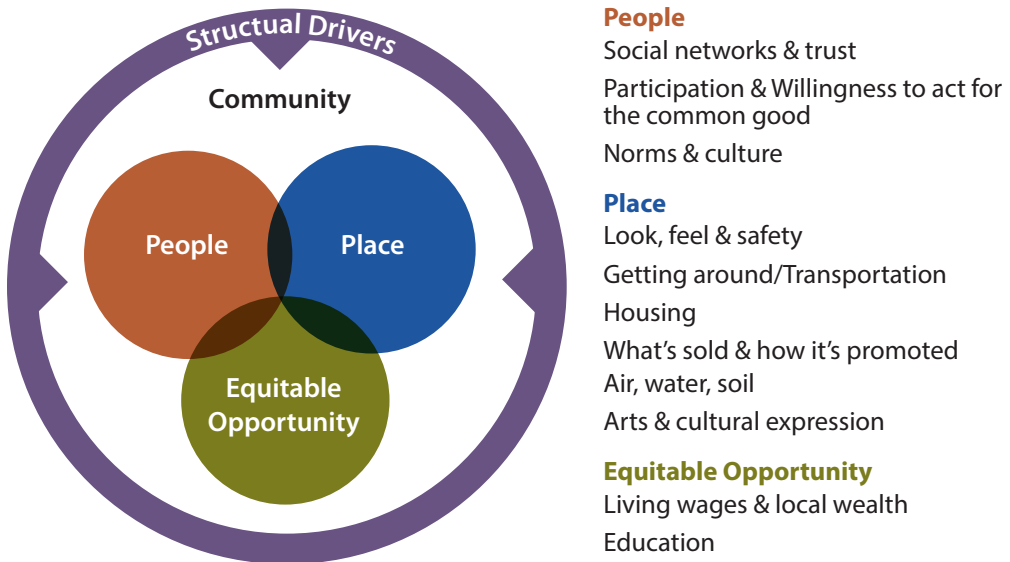 Structual Drivers
Community
People
Place
Equitable
Opportunity
People
Social networks & trust
Participation & Willingness to act for
the common good
Norms & culture
Place
Look, feel & safety
Getting around/Transportation
Housing
What's sold & how it's promoted
Air, water, soil
Arts & cultural expression
Equitable Opportunity
Living wages & local wealth
Education